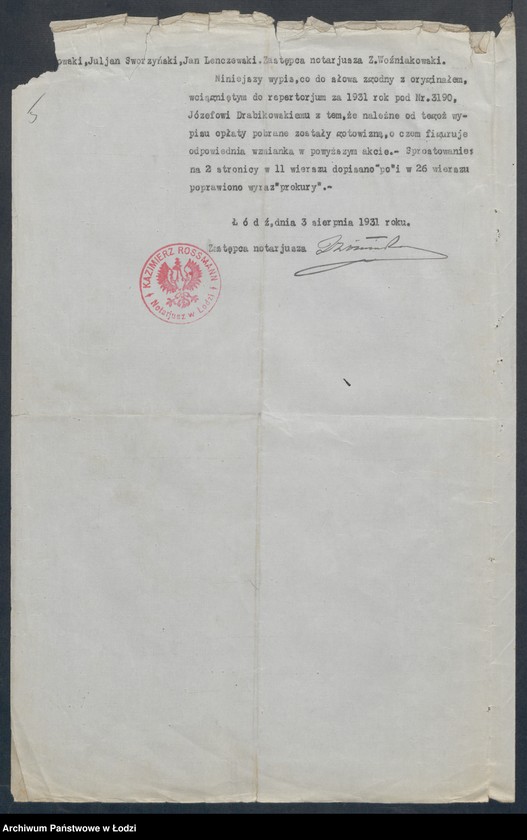 owski,Juljan Sworzyński,Jan Lenczowski.Zastępca notarjusza Z.Woźniakowski.
Niniejszy wypis,co do słowa zgodny z oryginałem,
wciągniętym do repertorjum za 1931 rok pod Nr.3190,
Józefowi Drabikowskiemu z tem,że należne od tegoż wy-
pisu opłaty pobrane zostały gotowizną,o czem figuruje
odpowiednia wzmianka w powyższym akcie.- Sprostowanie:
na 2 stronicy w 11 wierszu dopisano"po"i w 26 wierszu
poprawiono wyraz"prokury".-
Łódź,dnia 3 sierpnia 1931 roku.
Zastępca notarjusza
KAZIMIERZ ROSSMANN
Notarjusz w Łodzi
Archiwum Państwowe w Łodzi